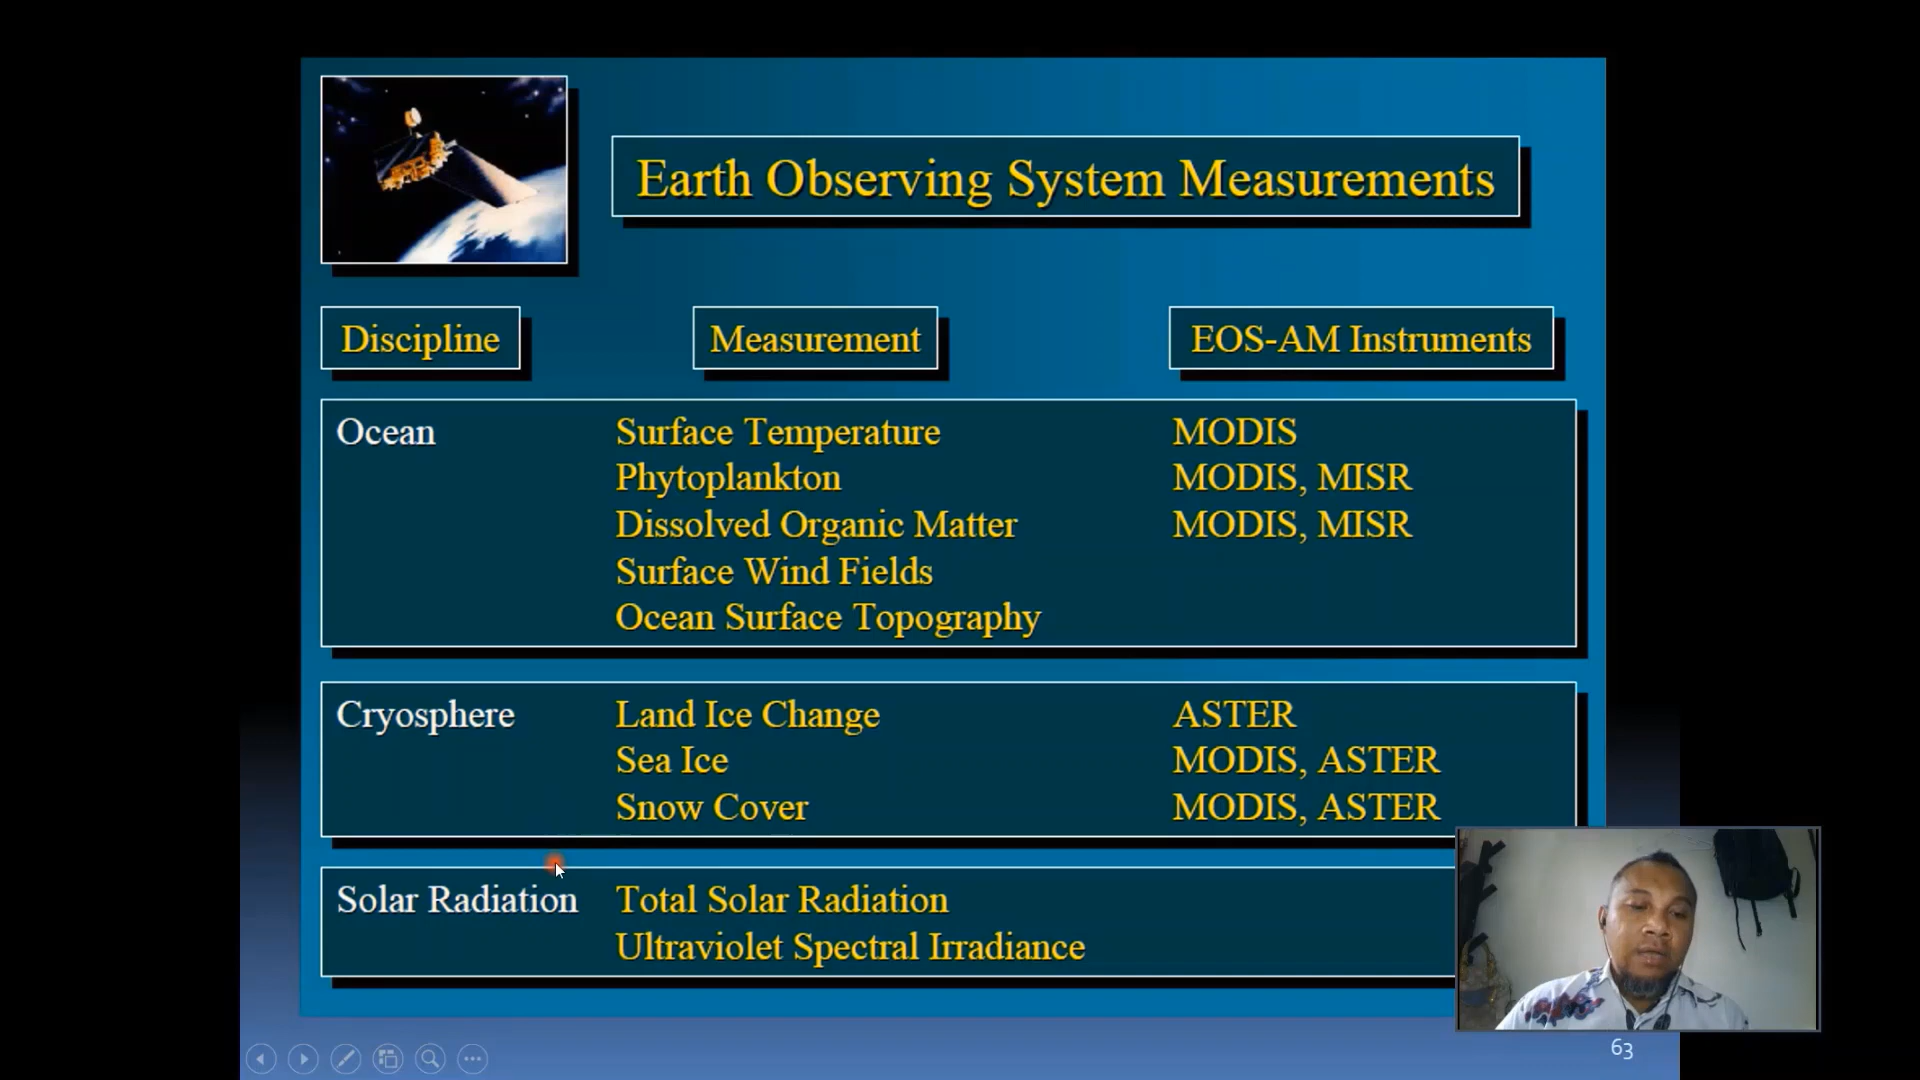 Earth Observing System Measurements
Discipline Measurement EOS-AM Instruments
Ocean Surface Temperature MODIS
Phytoplankton MODIS, MISR
Dissolved Organic Matter MODIS, MISR
Surface Wind Fields
Ocean Surface Topography
Cryosphere Land Ice Change ASTER
Sea Ice MODIS, ASTER
Snow Cover MODIS, ASTER
Solar Radiation Total Solar Radiation
Ultraviolet Spectral Irradiance
63